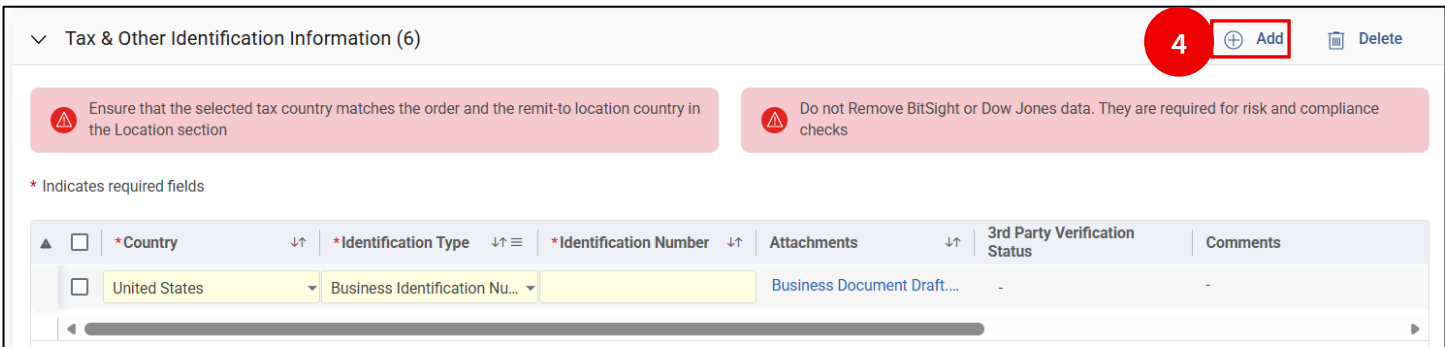 Tax & Other Identification Information (6)
4
Add
Delete
Ensure that the selected tax country matches the order and the remit-to location country in
the Location section
Do not Remove BitSight or Dow Jones data. They are required for risk and compliance
checks
* Indicates required fields
*Country
*Identification Type
*Identification Number
Attachments
3rd Party Verification
Status
Comments
United States
Business Identification Nu...
Business Document Draft....
-
-